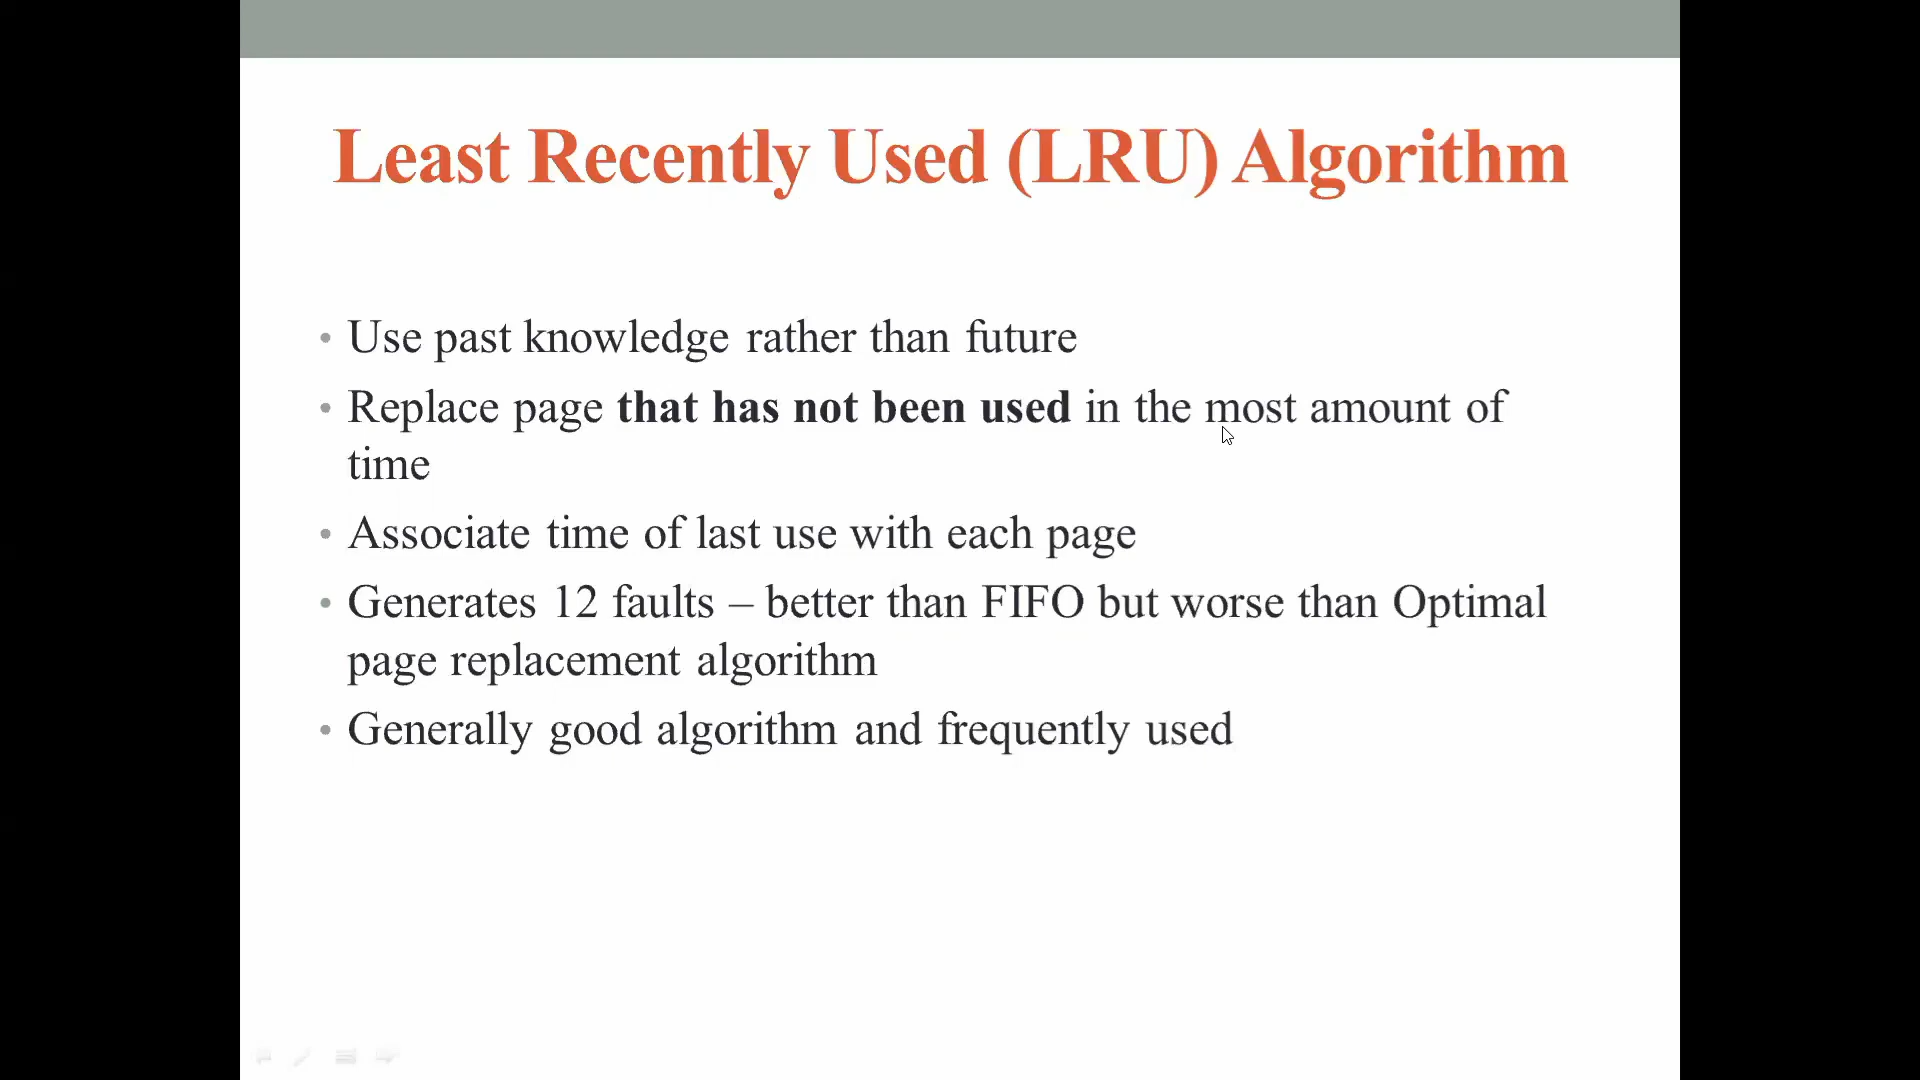 Least Recently Used (LRU) Algorithm
• Use past knowledge rather than future
• Replace page that has not been used in the most amount of
time
• Associate time of last use with each page
• Generates 12 faults – better than FIFO but worse than Optimal
page replacement algorithm
• Generally good algorithm and frequently used